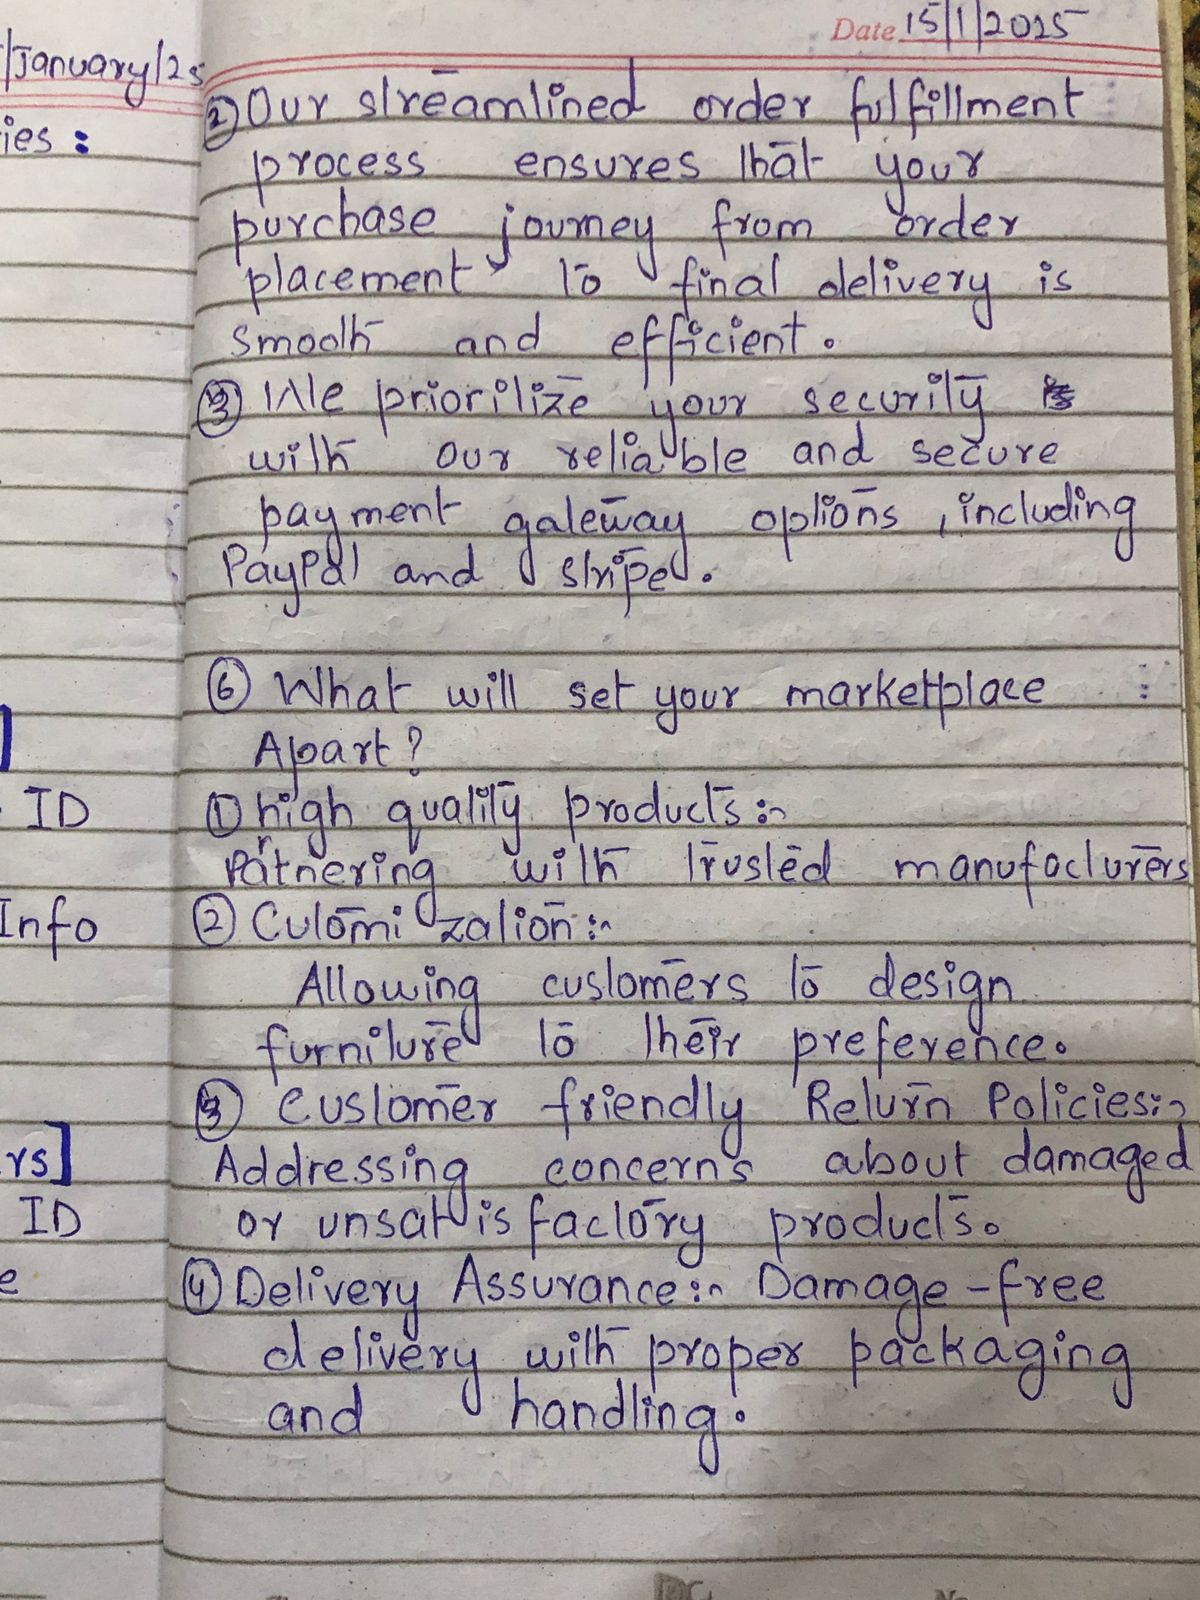 /January/25
ies :
]
ID
Info
rs]
ID
e
Date 15/1/2025
② Our streamlined order fulfillment
process ensures that your
purchase journey from order
placement to final delivery is
smooth and efficient.
③ We prioritize your security
with our reliable and secure
payment gateway options, including
PayPal and stripe.
⑥ What will set your marketplace
Apart?
① high quality products:-
Partnering with trusted manufacturers
② Cutomization:-
Allowing customers to design
furniture to their preference.
③ Customer friendly Return Policies:-
Addressing concerns about damaged
or unsatisfactory products.
④ Delivery Assurance:- Damage-free
delivery with proper packaging
and handling.